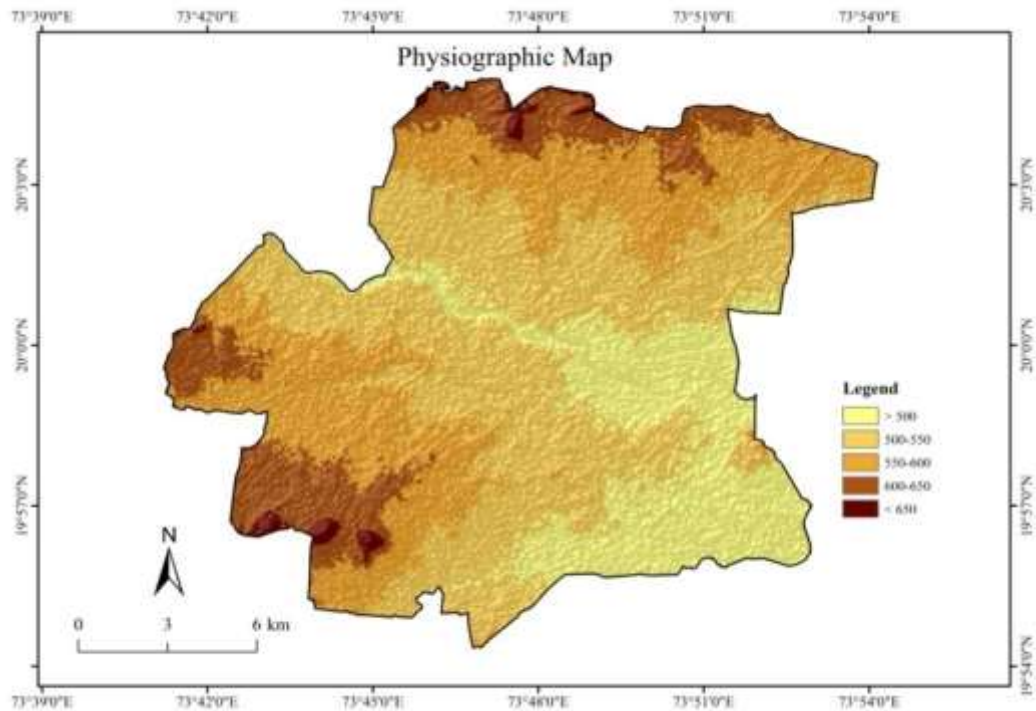 73°39'0"E 73°42'0"E 73°45'0"E 73°48'0"E 73°51'0"E 73°54'0"E
Physiographic Map
20°3'0"N 20°3'0"N
20°0'0"N 20°0'0"N
Legend
> 500
500-550
550-600
600-650
< 650
19°57'0"N 19°57'0"N
N
0 3 6 km
19°54'0"N
73°39'0"E 73°42'0"E 73°45'0"E 73°48'0"E 73°51'0"E 73°54'0"E